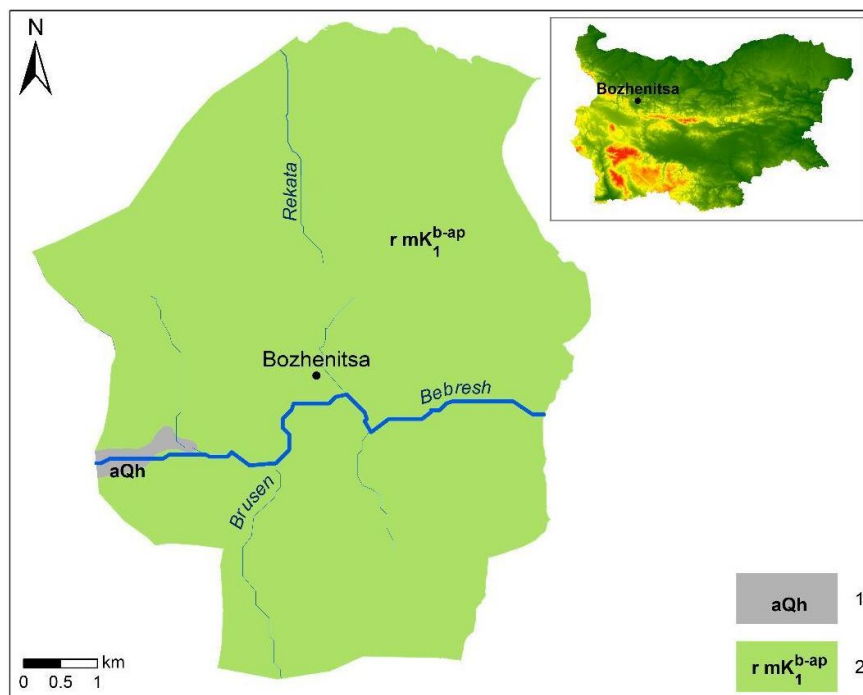 N
Bozhenitsa
Rekata
r mK₁ᵇ⁻ᵃᵖ
Bozhenitsa
Bebresh
aQh
Brusen
aQh 1
km
0 0.5 1
r mK₁ᵇ⁻ᵃᵖ 2